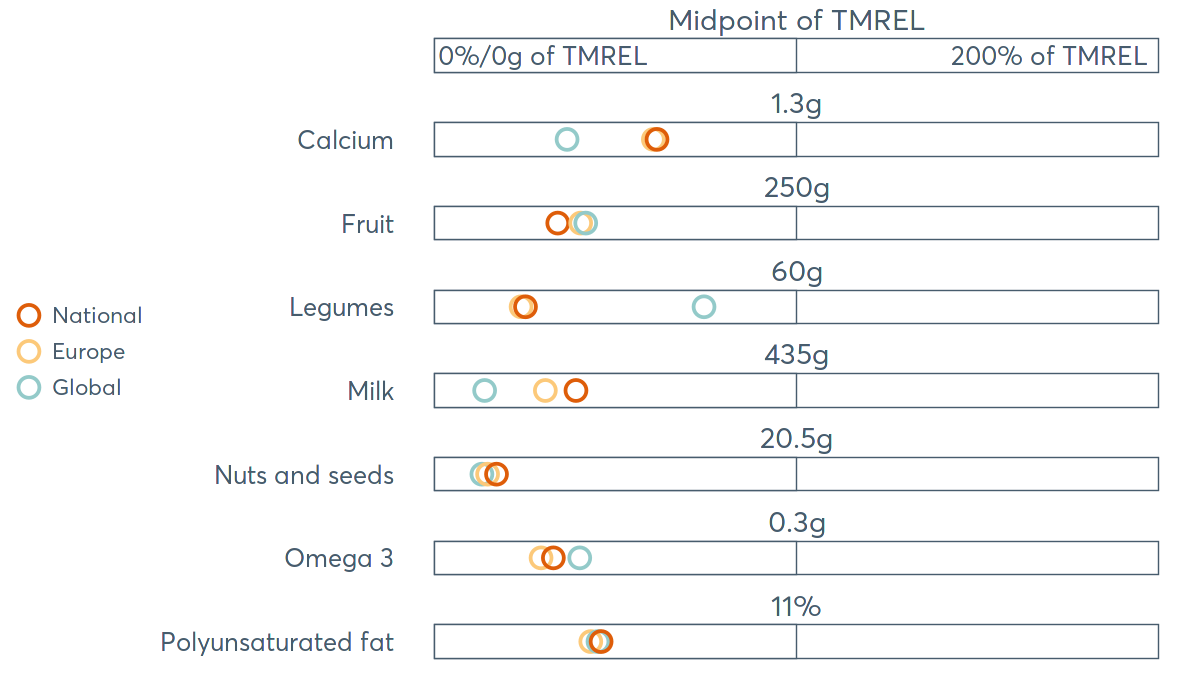 Midpoint of TMREL
0%/0g of TMREL
200% of TMREL
1.3g
Calcium
250g
Fruit
60g
Legumes
435g
Milk
20.5g
Nuts and seeds
0.3g
Omega 3
11%
Polyunsaturated fat
National
Europe
Global